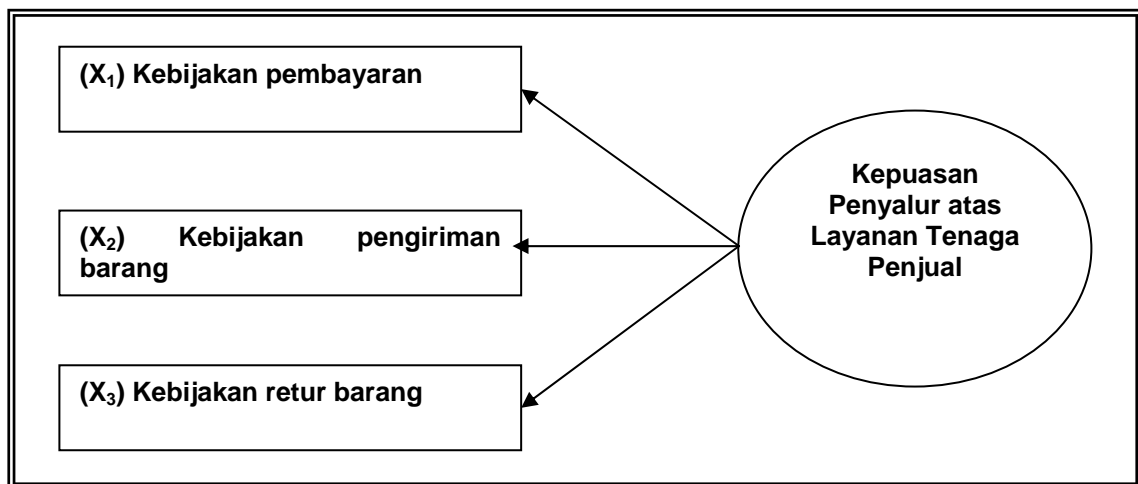 (X₁) Kebijakan pembayaran
(X₂) Kebijakan pengiriman
barang
(X₃) Kebijakan retur barang
Kepuasan
Penyalur atas
Layanan Tenaga
Penjual